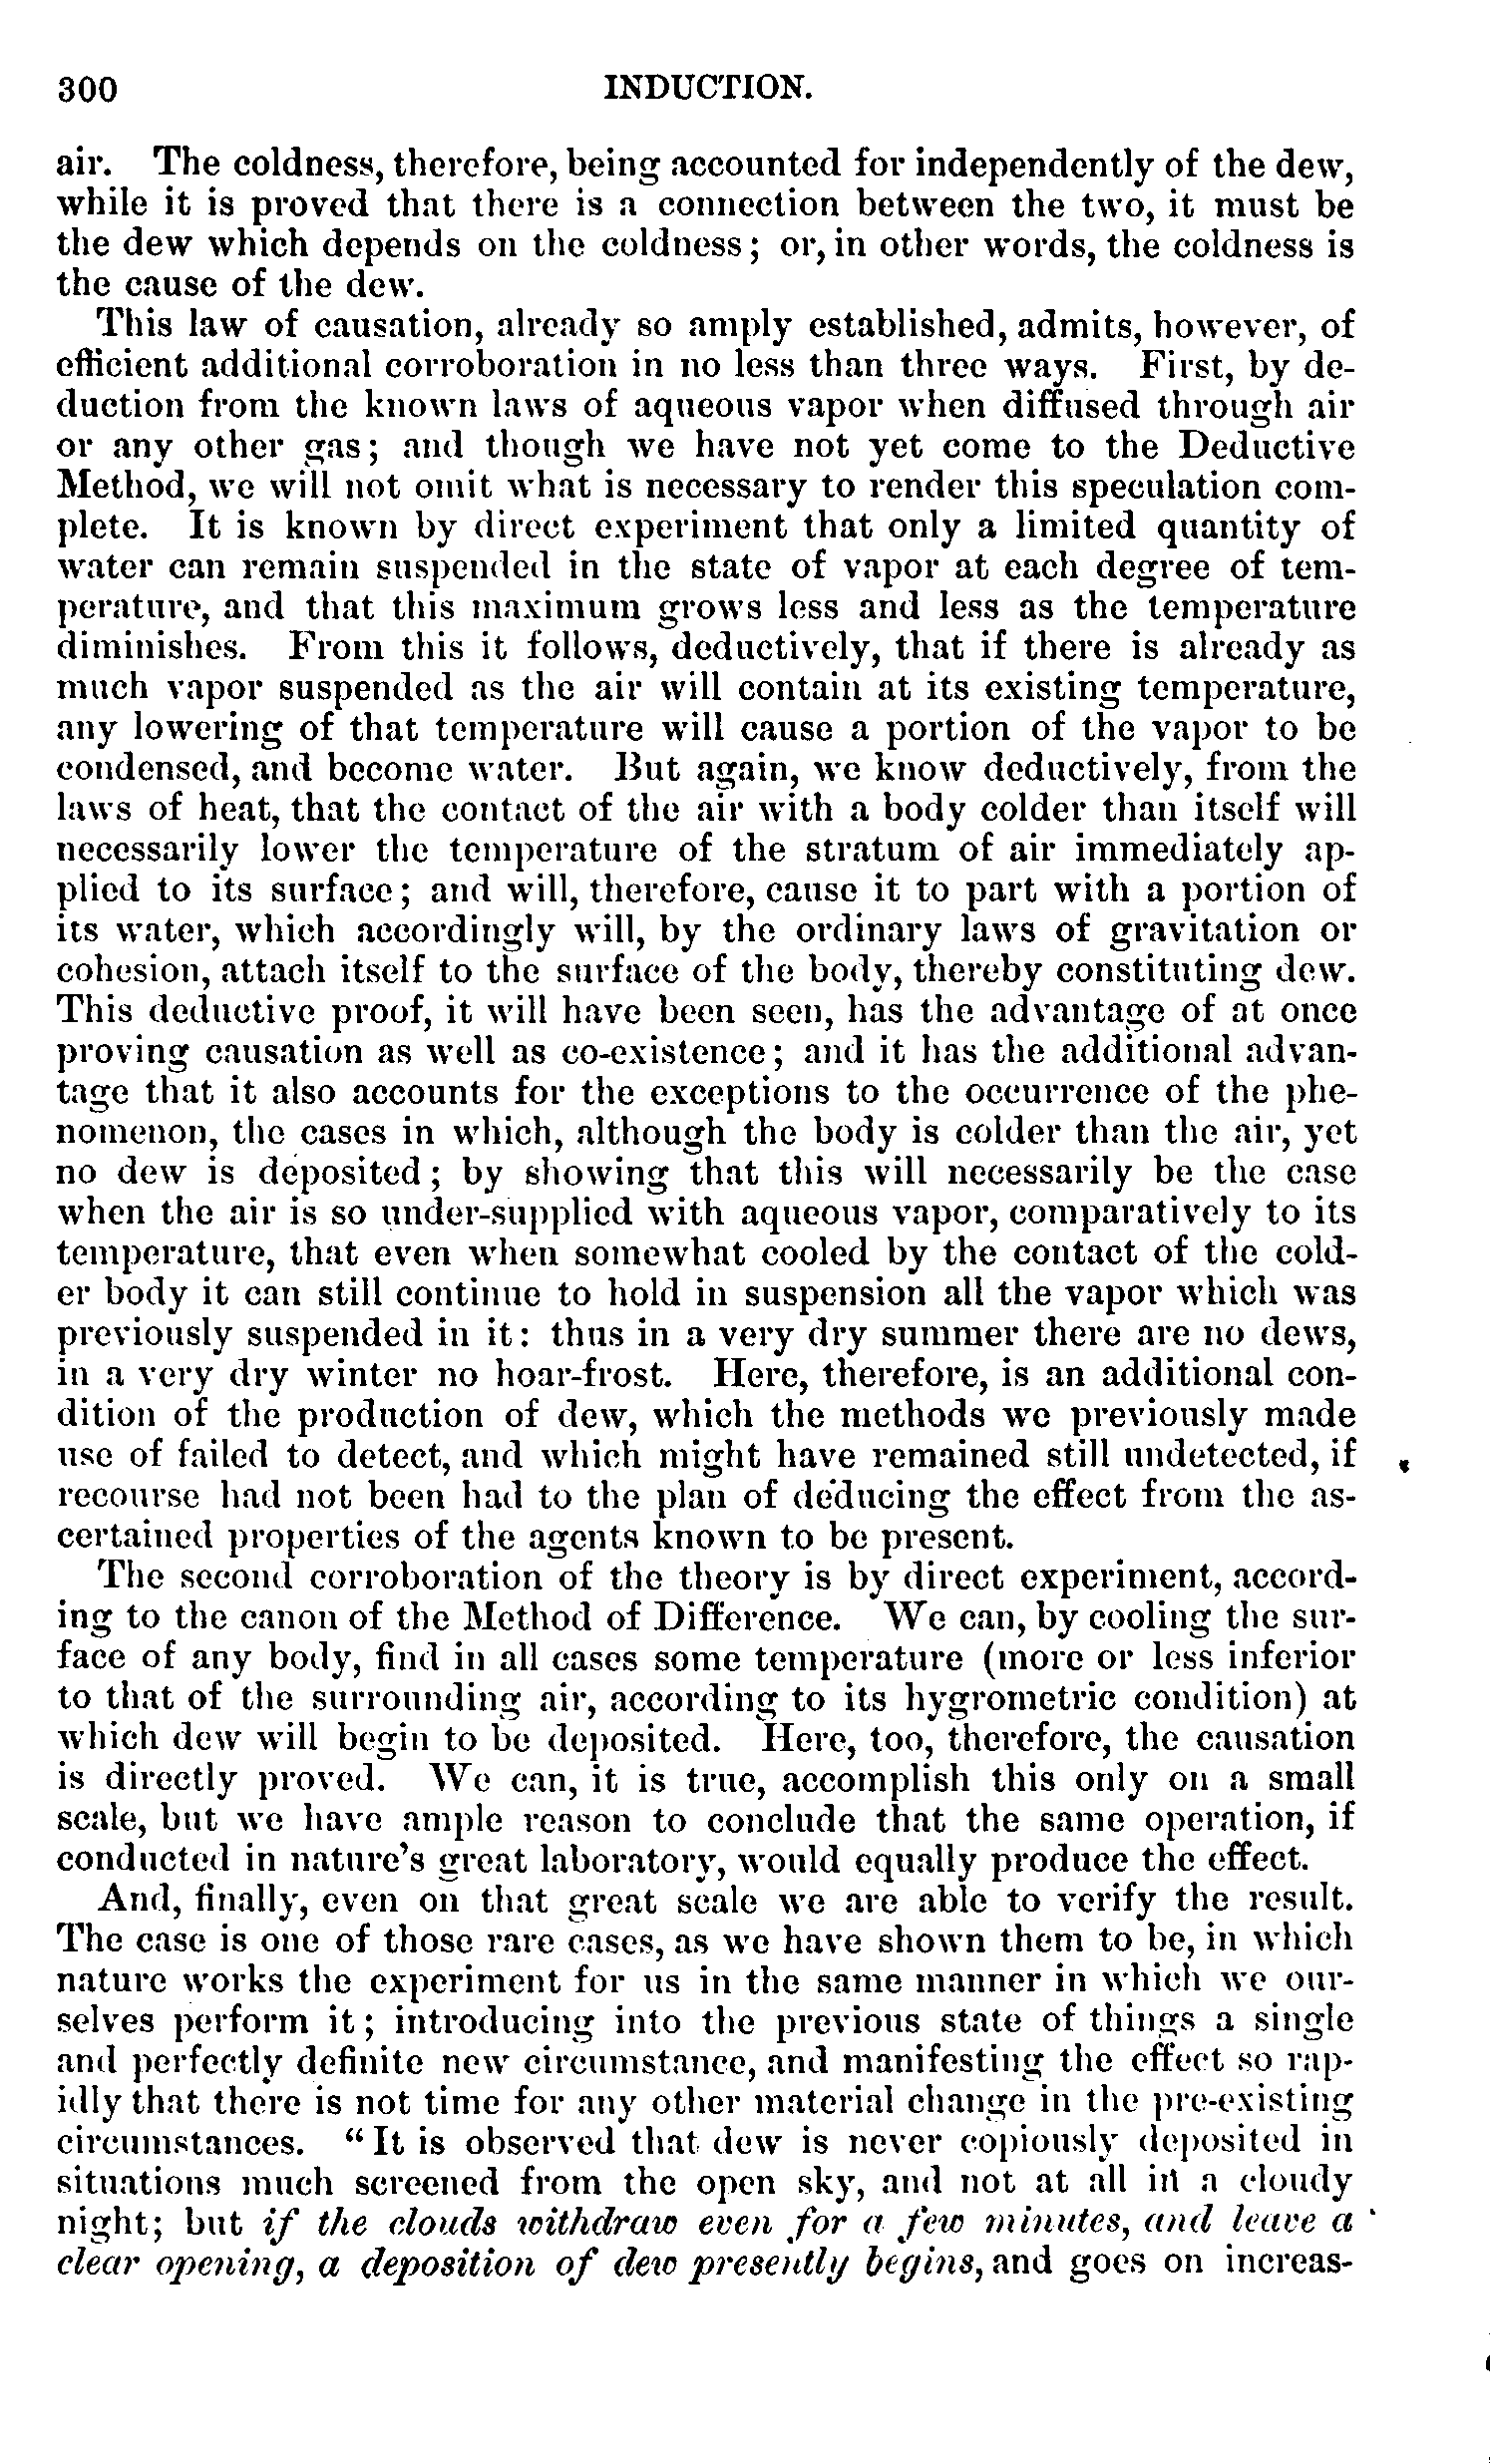 300 INDUCTION.
air. The coldness, therefore, being accounted for independently of the dew,
while it is proved that there is a connection between the two, it must be
the dew which depends on the coldness; or, in other words, the coldness is
the cause of the dew.
This law of causation, already so amply established, admits, however, of
efficient additional corroboration in no less than three ways. First, by de-
duction from the known laws of aqueous vapor when diffused through air
or any other gas; and though we have not yet come to the Deductive
Method, we will not omit what is necessary to render this speculation com-
plete. It is known by direct experiment that only a limited quantity of
water can remain suspended in the state of vapor at each degree of tem-
perature, and that this maximum grows less and less as the temperature
diminishes. From this it follows, deductively, that if there is already as
much vapor suspended as the air will contain at its existing temperature,
any lowering of that temperature will cause a portion of the vapor to be
condensed, and become water. But again, we know deductively, from the
laws of heat, that the contact of the air with a body colder than itself will
necessarily lower the temperature of the stratum of air immediately ap-
plied to its surface; and will, therefore, cause it to part with a portion of
its water, which accordingly will, by the ordinary laws of gravitation or
cohesion, attach itself to the surface of the body, thereby constituting dew.
This deductive proof, it will have been seen, has the advantage of at once
proving causation as well as co-existence; and it has the additional advan-
tage that it also accounts for the exceptions to the occurrence of the phe-
nomenon, the cases in which, although the body is colder than the air, yet
no dew is deposited; by showing that this will necessarily be the case
when the air is so under-supplied with aqueous vapor, comparatively to its
temperature, that even when somewhat cooled by the contact of the cold-
er body it can still continue to hold in suspension all the vapor which was
previously suspended in it: thus in a very dry summer there are no dews,
in a very dry winter no hoar-frost. Here, therefore, is an additional con-
dition of the production of dew, which the methods we previously made
use of failed to detect, and which might have remained still undetected, if
recourse had not been had to the plan of deducing the effect from the as-
certained properties of the agents known to be present.
The second corroboration of the theory is by direct experiment, accord-
ing to the canon of the Method of Difference. We can, by cooling the sur-
face of any body, find in all cases some temperature (more or less inferior
to that of the surrounding air, according to its hygrometric condition) at
which dew will begin to be deposited. Here, too, therefore, the causation
is directly proved. We can, it is true, accomplish this only on a small
scale, but we have ample reason to conclude that the same operation, if
conducted in nature's great laboratory, would equally produce the effect.
And, finally, even on that great scale we are able to verify the result.
The case is one of those rare cases, as we have shown them to be, in which
nature works the experiment for us in the same manner in which we our-
selves perform it; introducing into the previous state of things a single
and perfectly definite new circumstance, and manifesting the effect so rap-
idly that there is not time for any other material change in the pre-existing
circumstances. "It is observed that dew is never copiously deposited in
situations much screened from the open sky, and not at all in a cloudy
night; but if the clouds withdraw even for a few minutes, and leave a
clear opening, a deposition of dew presently begins, and goes on increas-